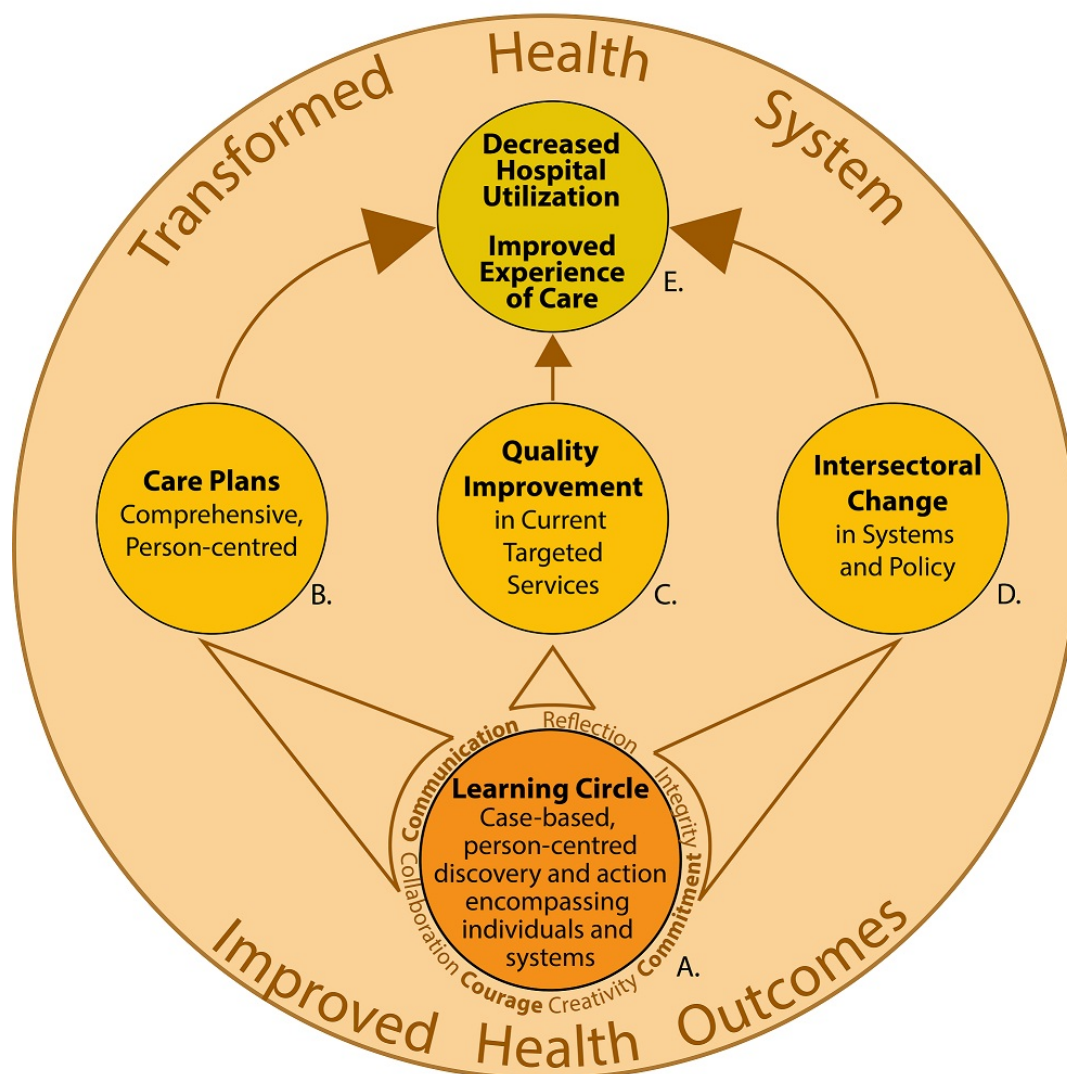 Transformed Health System
Decreased
Hospital
Utilization
Improved
Experience
of Care
E.
Care Plans
Comprehensive,
Person-centred
B.
Quality
Improvement
in Current
Targeted
Services
C.
Intersectoral
Change
in Systems
and Policy
D.
Communication
Reflection
Integrity
Commitment
Creativity
Courage
Collaboration
Learning Circle
Case-based,
person-centred
discovery and action
encompassing
individuals and
systems
A.
Improved Health Outcomes